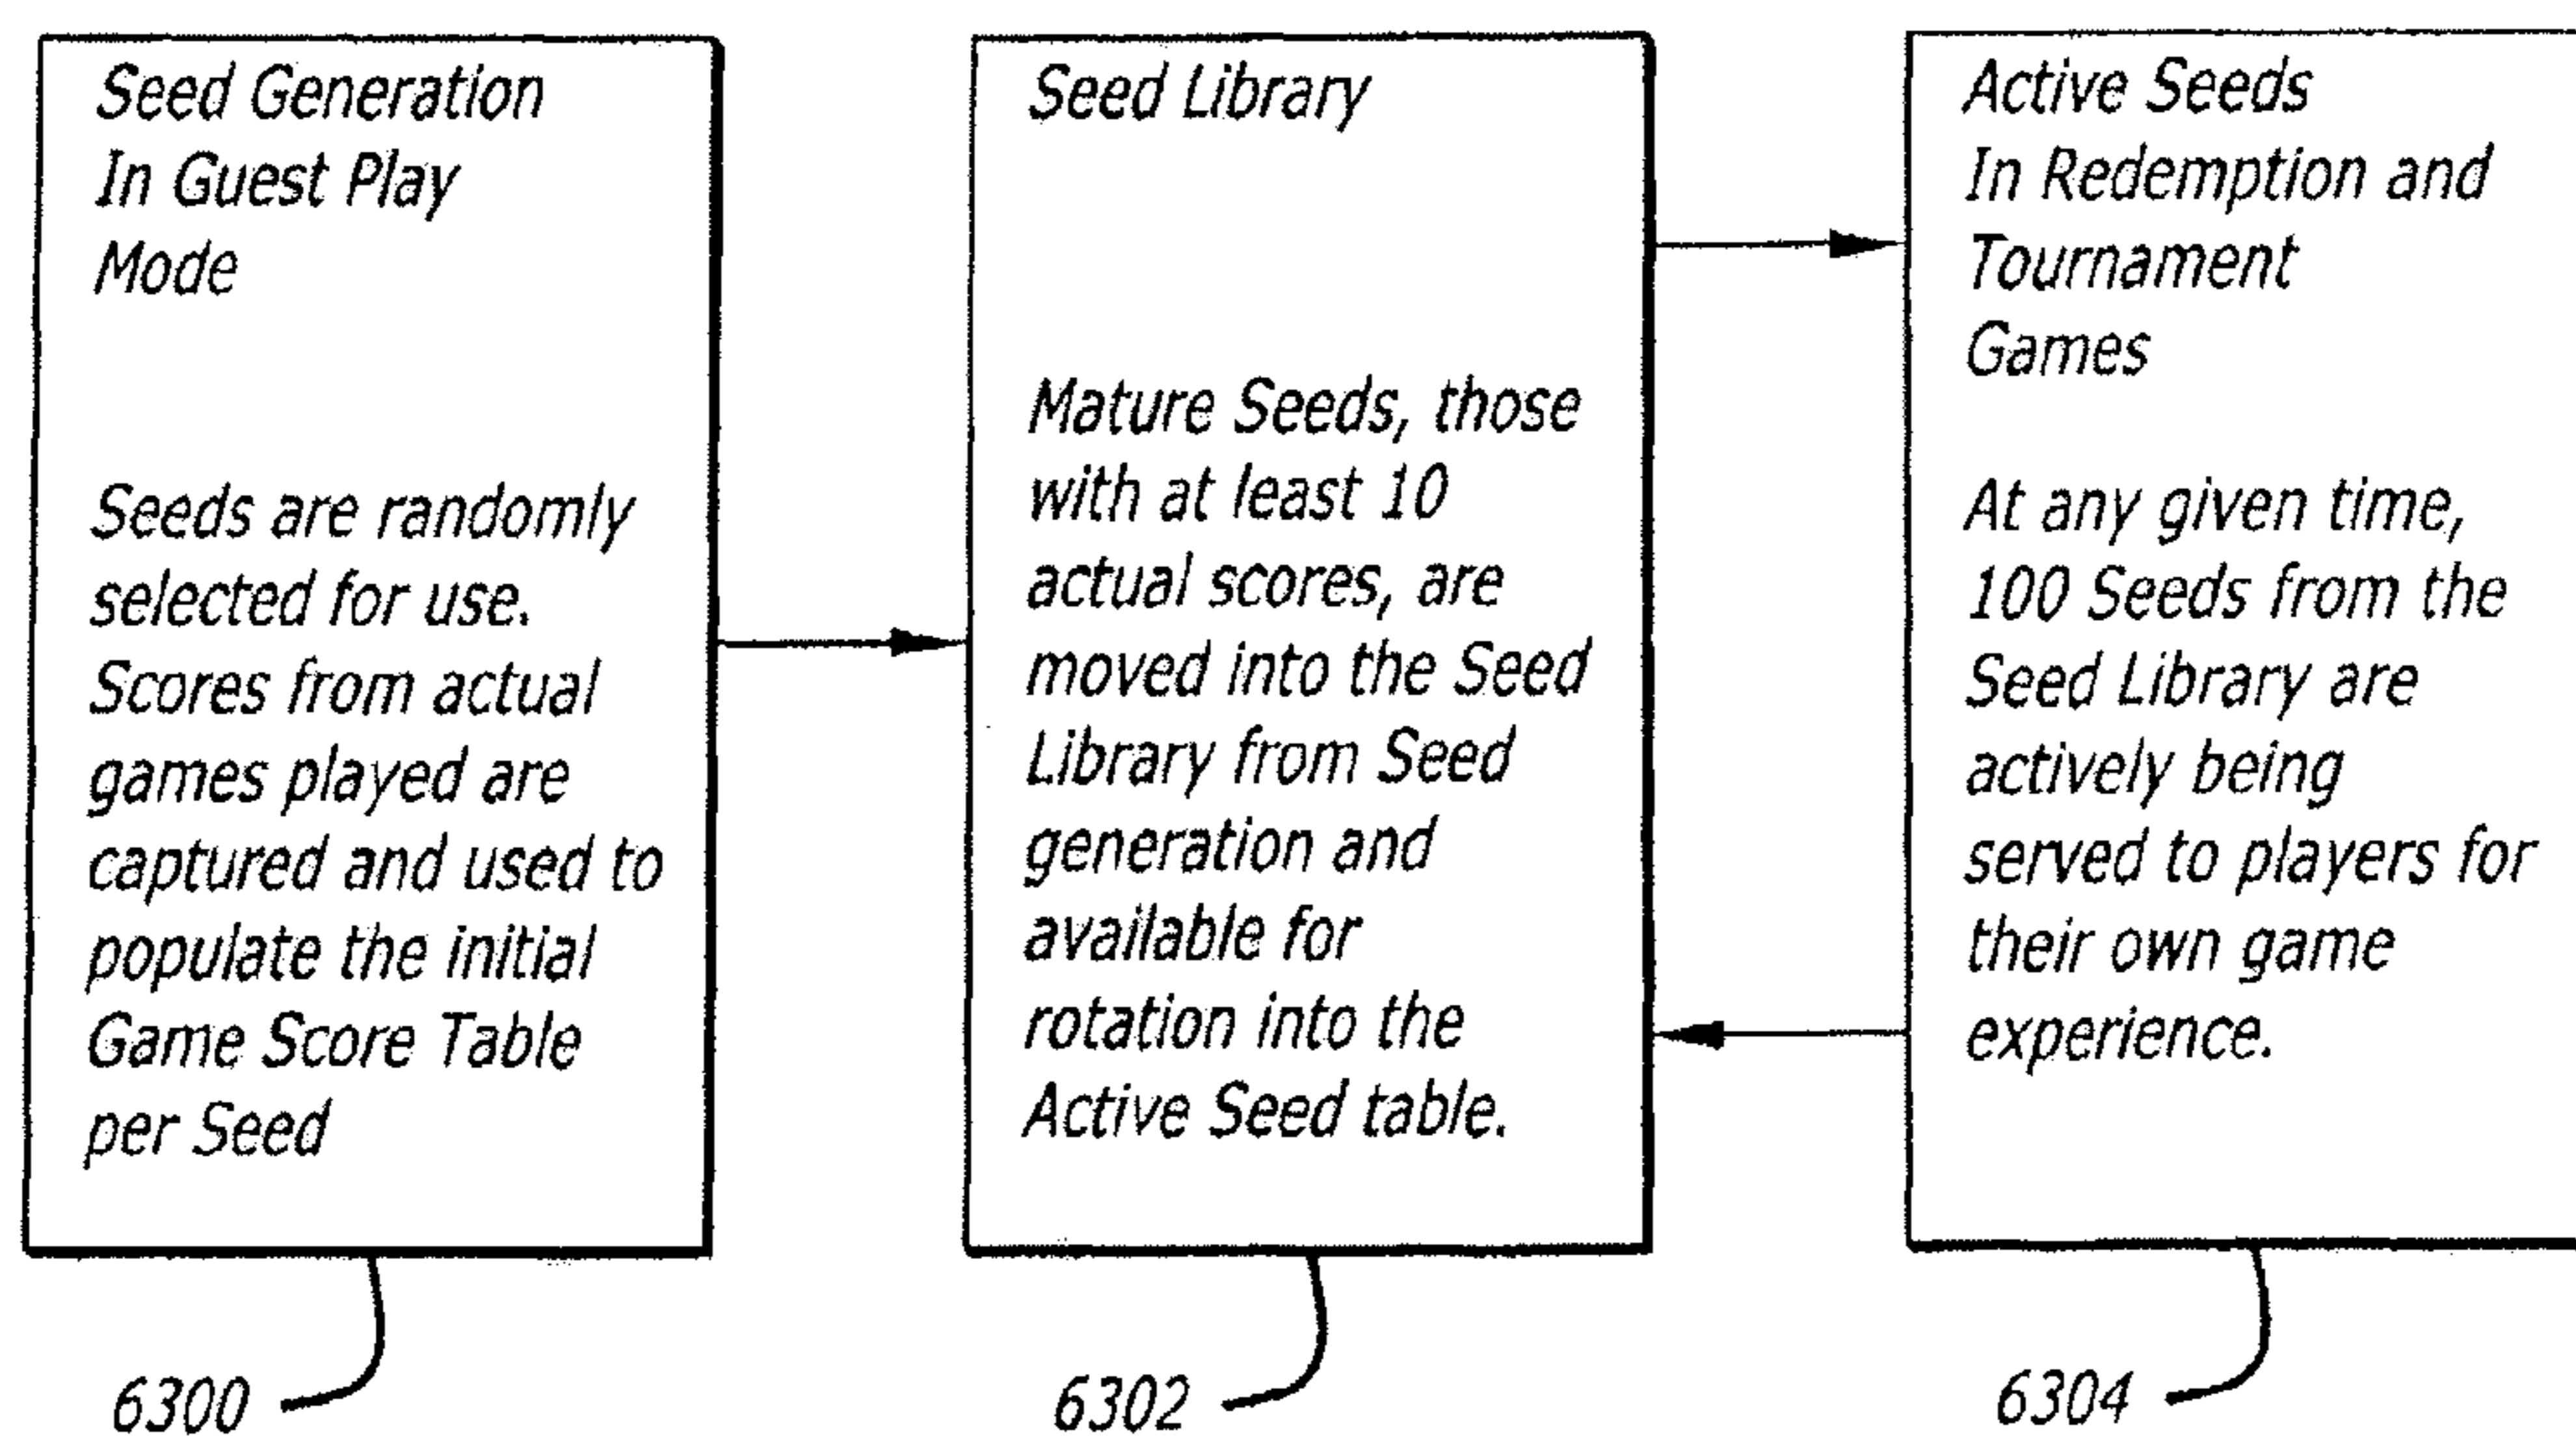 Seed Generation
In Guest Play
Mode
Seeds are randomly
selected for use.
Scores from actual
games played are
captured and used to
populate the initial
Game Score Table
per Seed
6300
Seed Library
Mature Seeds, those
with at least 10
actual scores, are
moved into the Seed
Library from Seed
generation and
available for
rotation into the
Active Seed table.
6302
Active Seeds
In Redemption and
Tournament
Games
At any given time,
100 Seeds from the
Seed Library are
actively being
served to players for
their own game
experience.
6304